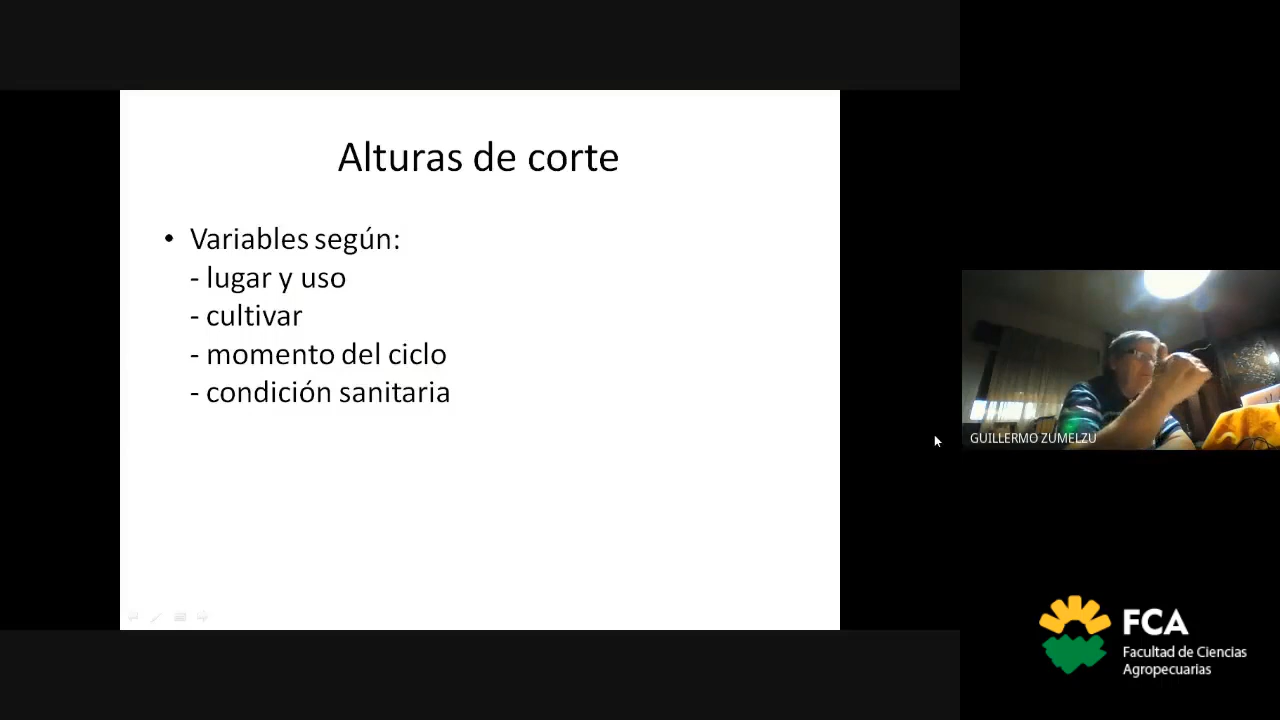 Alturas de corte
• Variables según:
- lugar y uso
- cultivar
- momento del ciclo
- condición sanitaria
GUILLERMO ZUMELZU
FCA
Facultad de Ciencias
Agropecuarias